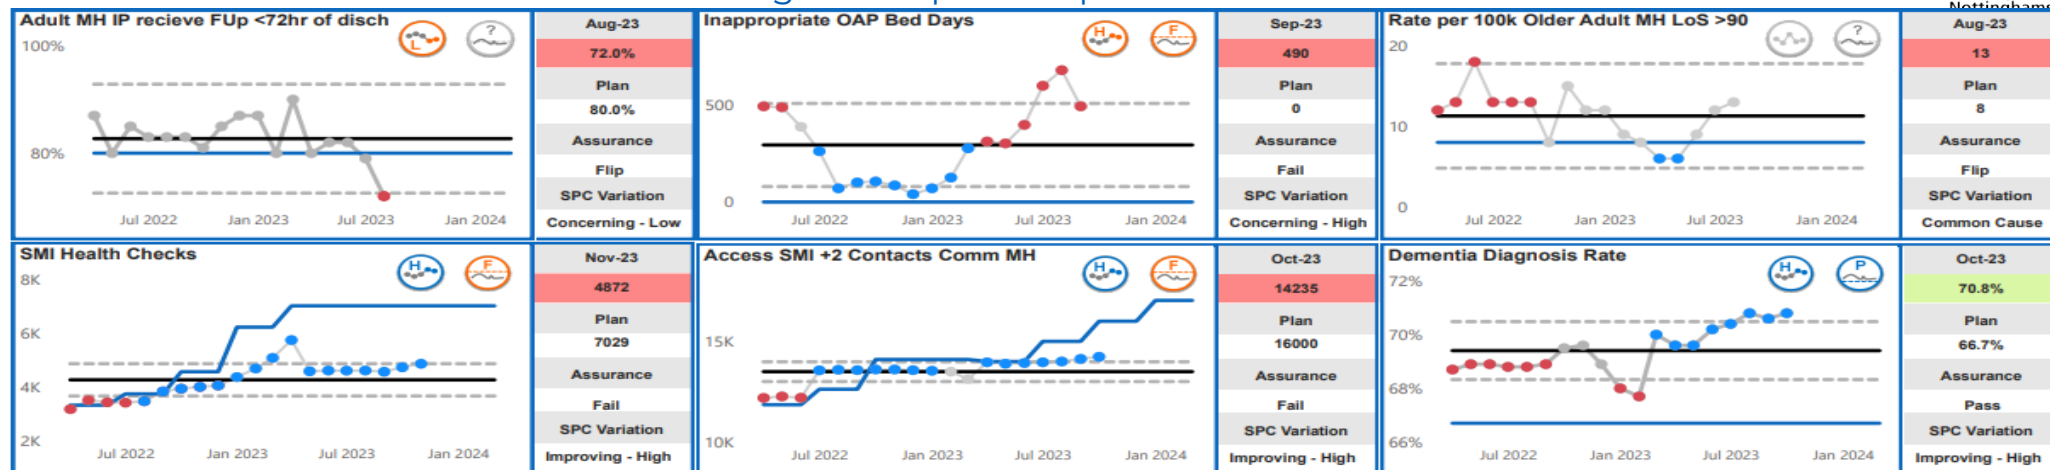 Nottinghams
Adult MH IP recieve FUp <72hr of disch
L
?
100%
80%
Jul 2022 Jan 2023 Jul 2023 Jan 2024
Aug-23
72.0%
Plan
80.0%
Assurance
Flip
SPC Variation
Concerning - Low
Inappropriate OAP Bed Days
H
F
500
0
Jul 2022 Jan 2023 Jul 2023 Jan 2024
Sep-23
490
Plan
0
Assurance
Fail
SPC Variation
Concerning - High
Rate per 100k Older Adult MH LoS >90
?
20
10
0
Jul 2022 Jan 2023 Jul 2023 Jan 2024
Aug-23
13
Plan
8
Assurance
Flip
SPC Variation
Common Cause
SMI Health Checks
H
F
8K
6K
4K
2K
Jul 2022 Jan 2023 Jul 2023 Jan 2024
Nov-23
4872
Plan
7029
Assurance
Fail
SPC Variation
Improving - High
Access SMI +2 Contacts Comm MH
H
F
15K
10K
Jul 2022 Jan 2023 Jul 2023 Jan 2024
Oct-23
14235
Plan
16000
Assurance
Fail
SPC Variation
Improving - High
Dementia Diagnosis Rate
H
P
72%
70%
68%
66%
Jul 2022 Jan 2023 Jul 2023 Jan 2024
Oct-23
70.8%
Plan
66.7%
Assurance
Pass
SPC Variation
Improving - High